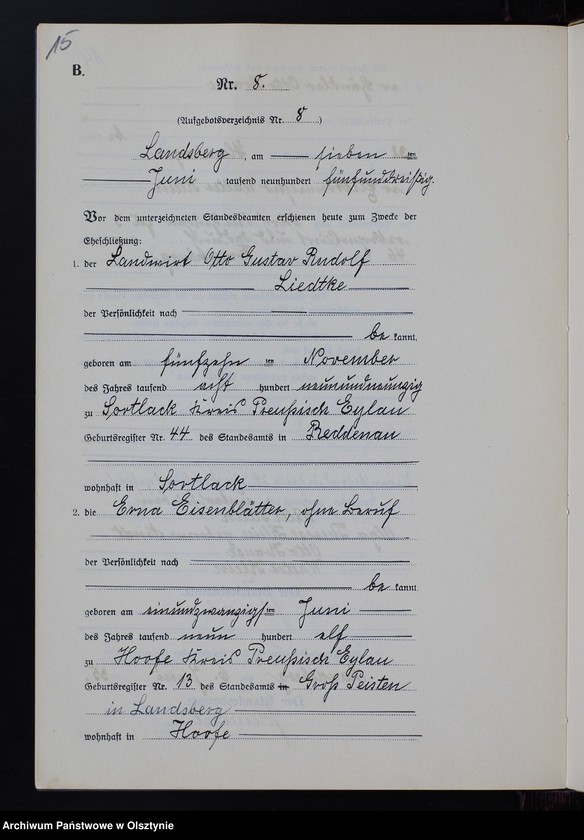 15
B.
Nr. 8.
(Aufgebotsverzeichnis Nr. 8)
Landsberg, am sieben ten
Juni tausend neunhundert fünfunddreißig.
Vor dem unterzeichneten Standesbeamten erschienen heute zum Zwecke der
Eheschließung:
1. der Landwirt Otto Gustav Rudolf
Liedtke
der Persönlichkeit nach
be kannt,
geboren am fünfzehn ten November
des Jahres tausend acht hundert neunundneunzig
zu Sortlack Kreis Preußisch Eylau
Geburtsregister Nr. 44 des Standesamts in Reddenau
wohnhaft in Sortlack
2. die Erna Eisenblätter, ohne Beruf
der Persönlichkeit nach
be kannt
geboren am einundzwanzigsten Juni
des Jahres tausend neun hundert elf
zu Hoofe Kreis Preußisch Eylau
Geburtsregister Nr. 13 des Standesamts in Groß Peisten
in Landsberg
wohnhaft in Hoofe
Archiwum Państwowe w Olsztynie